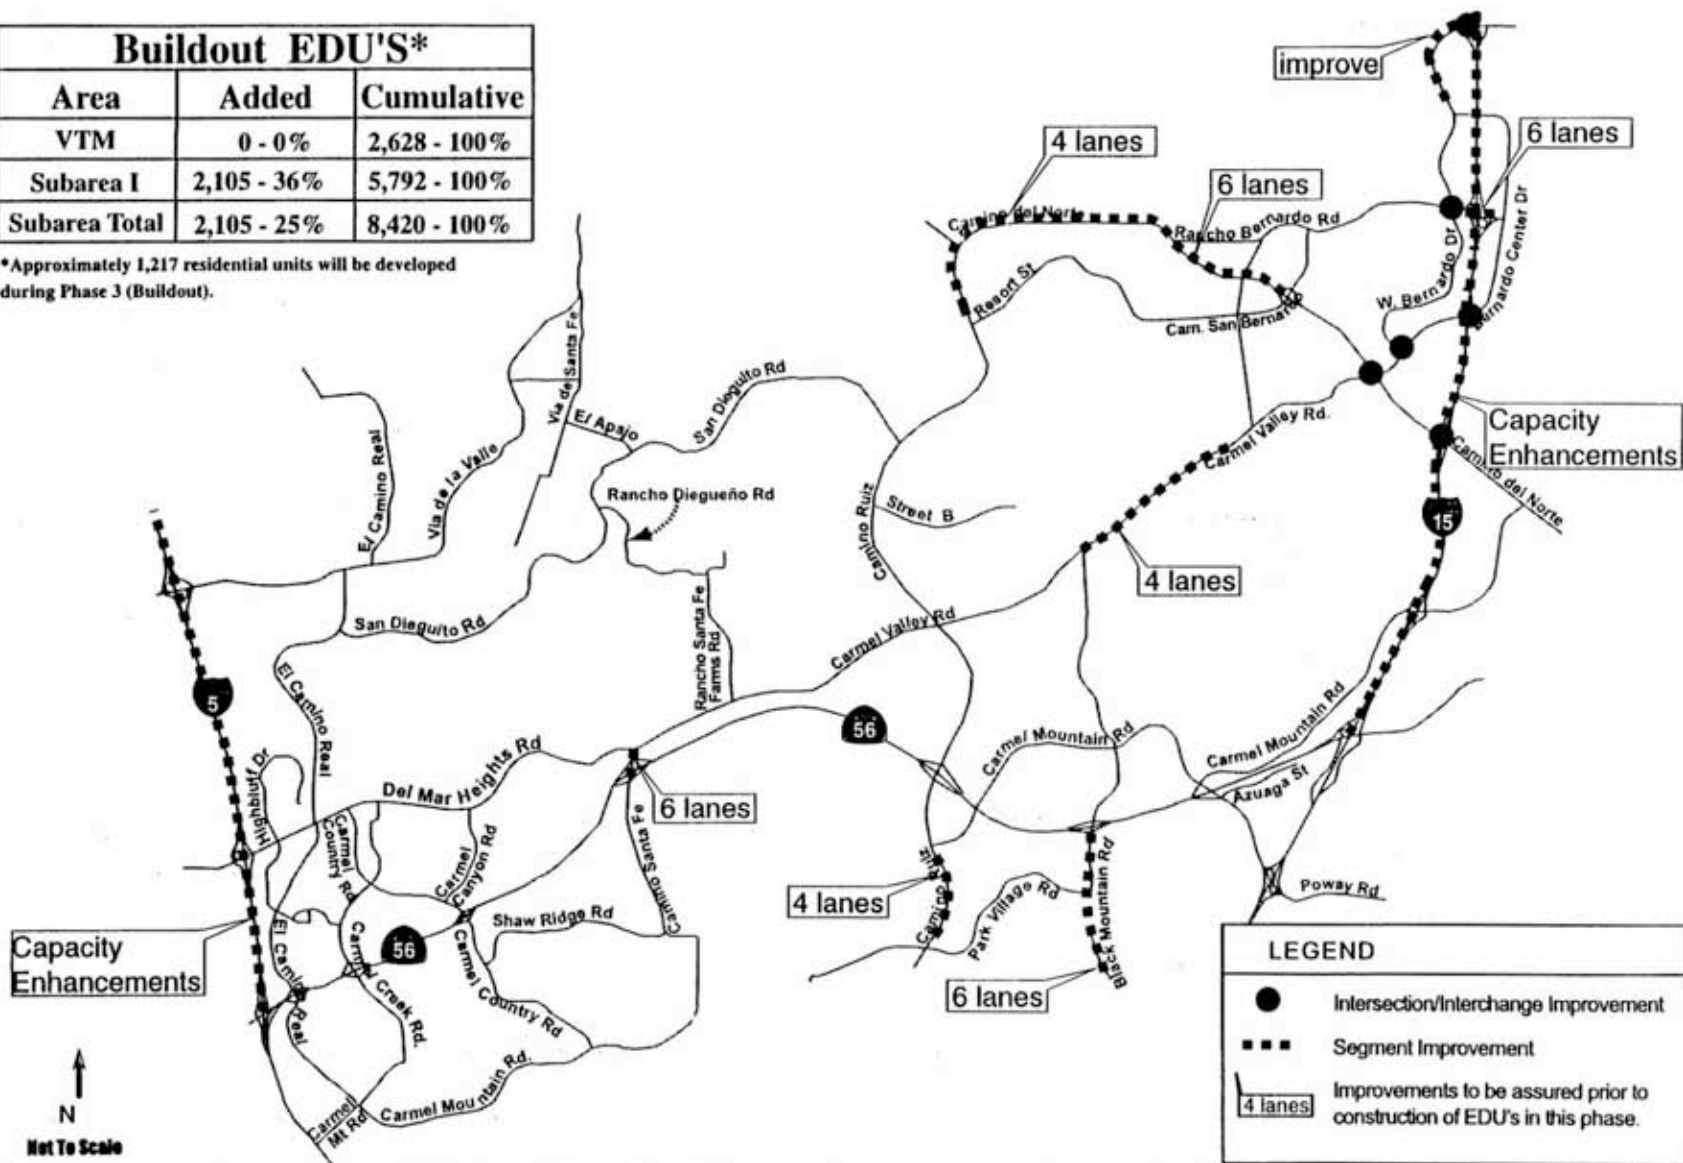 Buildout EDU'S*
Area Added Cumulative
VTM 0 - 0% 2,628 - 100%
Subarea I 2,105 - 36% 5,792 - 100%
Subarea Total 2,105 - 25% 8,420 - 100%
*Approximately 1,217 residential units will be developed
during Phase 3 (Buildout).
improve
4 lanes
6 lanes
6 lanes
Camino del Norte
Rancho Bernardo Rd
Bernardo Center Dr
W. Bernardo Dr
Resort St
Cam. San Bernardo
Via de Santa Fe
San Dieguito Rd
El Apajo
El Camino Real
Via de la Valle
Rancho Diegueño Rd
Camino Ruiz
Street B
Carmel Valley Rd.
Capacity
Enhancements
Camino del Norte
15
4 lanes
San Dieguito Rd
Rancho Santa Fe
Farms Rd
Carmel Valley Rd
5
El Camino Real
56
Carmel Mountain Rd
Carmel Mountain Rd
Azuaga St
Highbluff Dr
Del Mar Heights Rd
6 lanes
Carmel
Country Rd
Carmel
Canyon Rd
Camino Santa Fe
4 lanes
Camino Ruiz
Park Village Rd
Black Mountain Rd
Poway Rd
6 lanes
Capacity
Enhancements
El Camino Real
56
Carmel Creek Rd.
Shaw Ridge Rd
Carmel Country Rd
Carmel Mountain Rd.
Carmel
Mt Rd
N
Not To Scale
LEGEND
Intersection/Interchange Improvement
Segment Improvement
4 lanes
Improvements to be assured prior to
construction of EDU's in this phase.